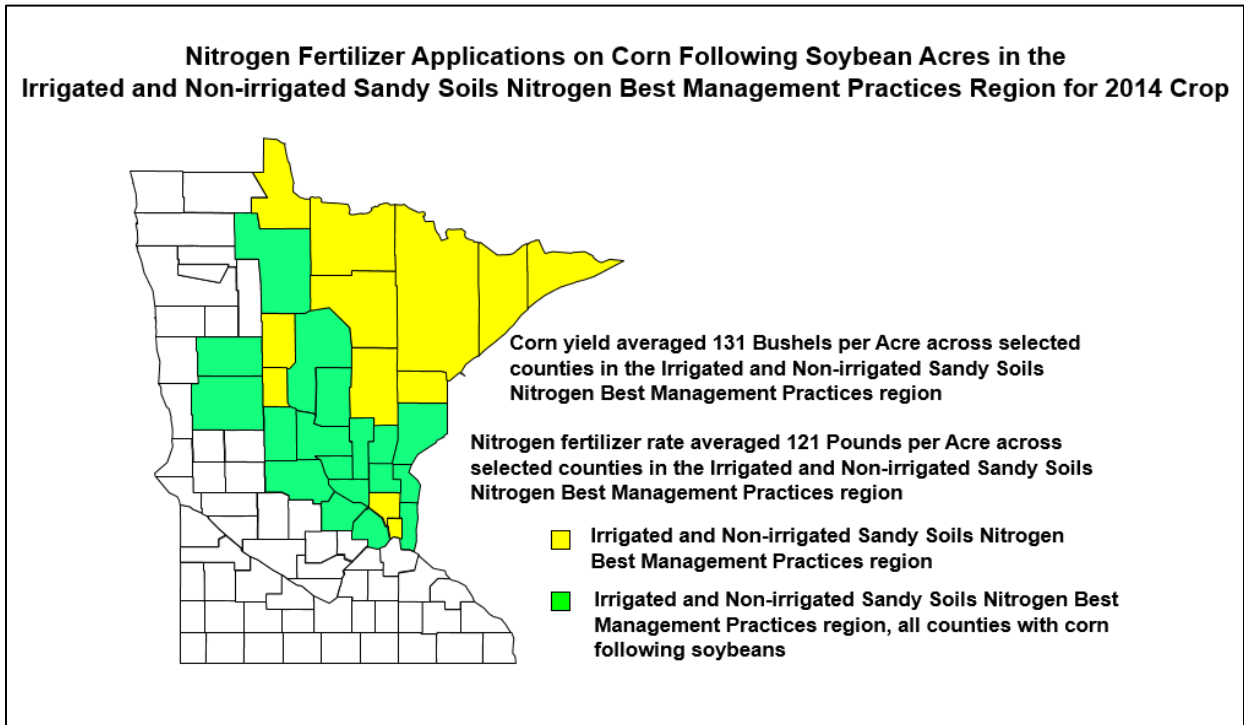 Nitrogen Fertilizer Applications on Corn Following Soybean Acres in the
Irrigated and Non-irrigated Sandy Soils Nitrogen Best Management Practices Region for 2014 Crop
Corn yield averaged 131 Bushels per Acre across selected
counties in the Irrigated and Non-irrigated Sandy Soils
Nitrogen Best Management Practices region
Nitrogen fertilizer rate averaged 121 Pounds per Acre across
selected counties in the Irrigated and Non-irrigated Sandy Soils
Nitrogen Best Management Practices region
Irrigated and Non-irrigated Sandy Soils Nitrogen
Best Management Practices region
Irrigated and Non-irrigated Sandy Soils Nitrogen Best
Management Practices region, all counties with corn
following soybeans